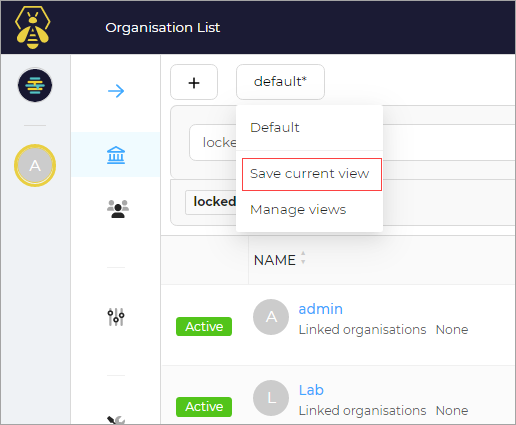 Organisation List
+ default*
Default
locke
Save current view
Manage views
locked
NAME
A
A admin
Active
Linked organisations None
L Lab
Active
Linked organisations None